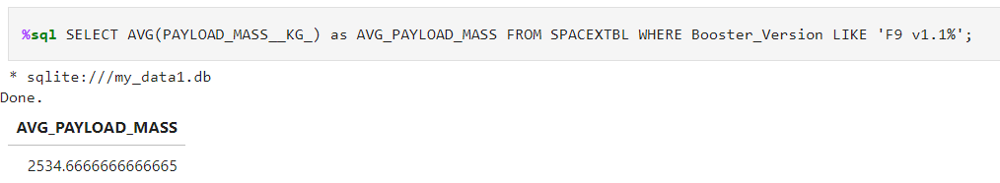 %sql SELECT AVG(PAYLOAD_MASS__KG_) as AVG_PAYLOAD_MASS FROM SPACEXTBL WHERE Booster_Version LIKE 'F9 v1.1%';
* sqlite:///my_data1.db
Done.
AVG_PAYLOAD_MASS
2534.6666666666665